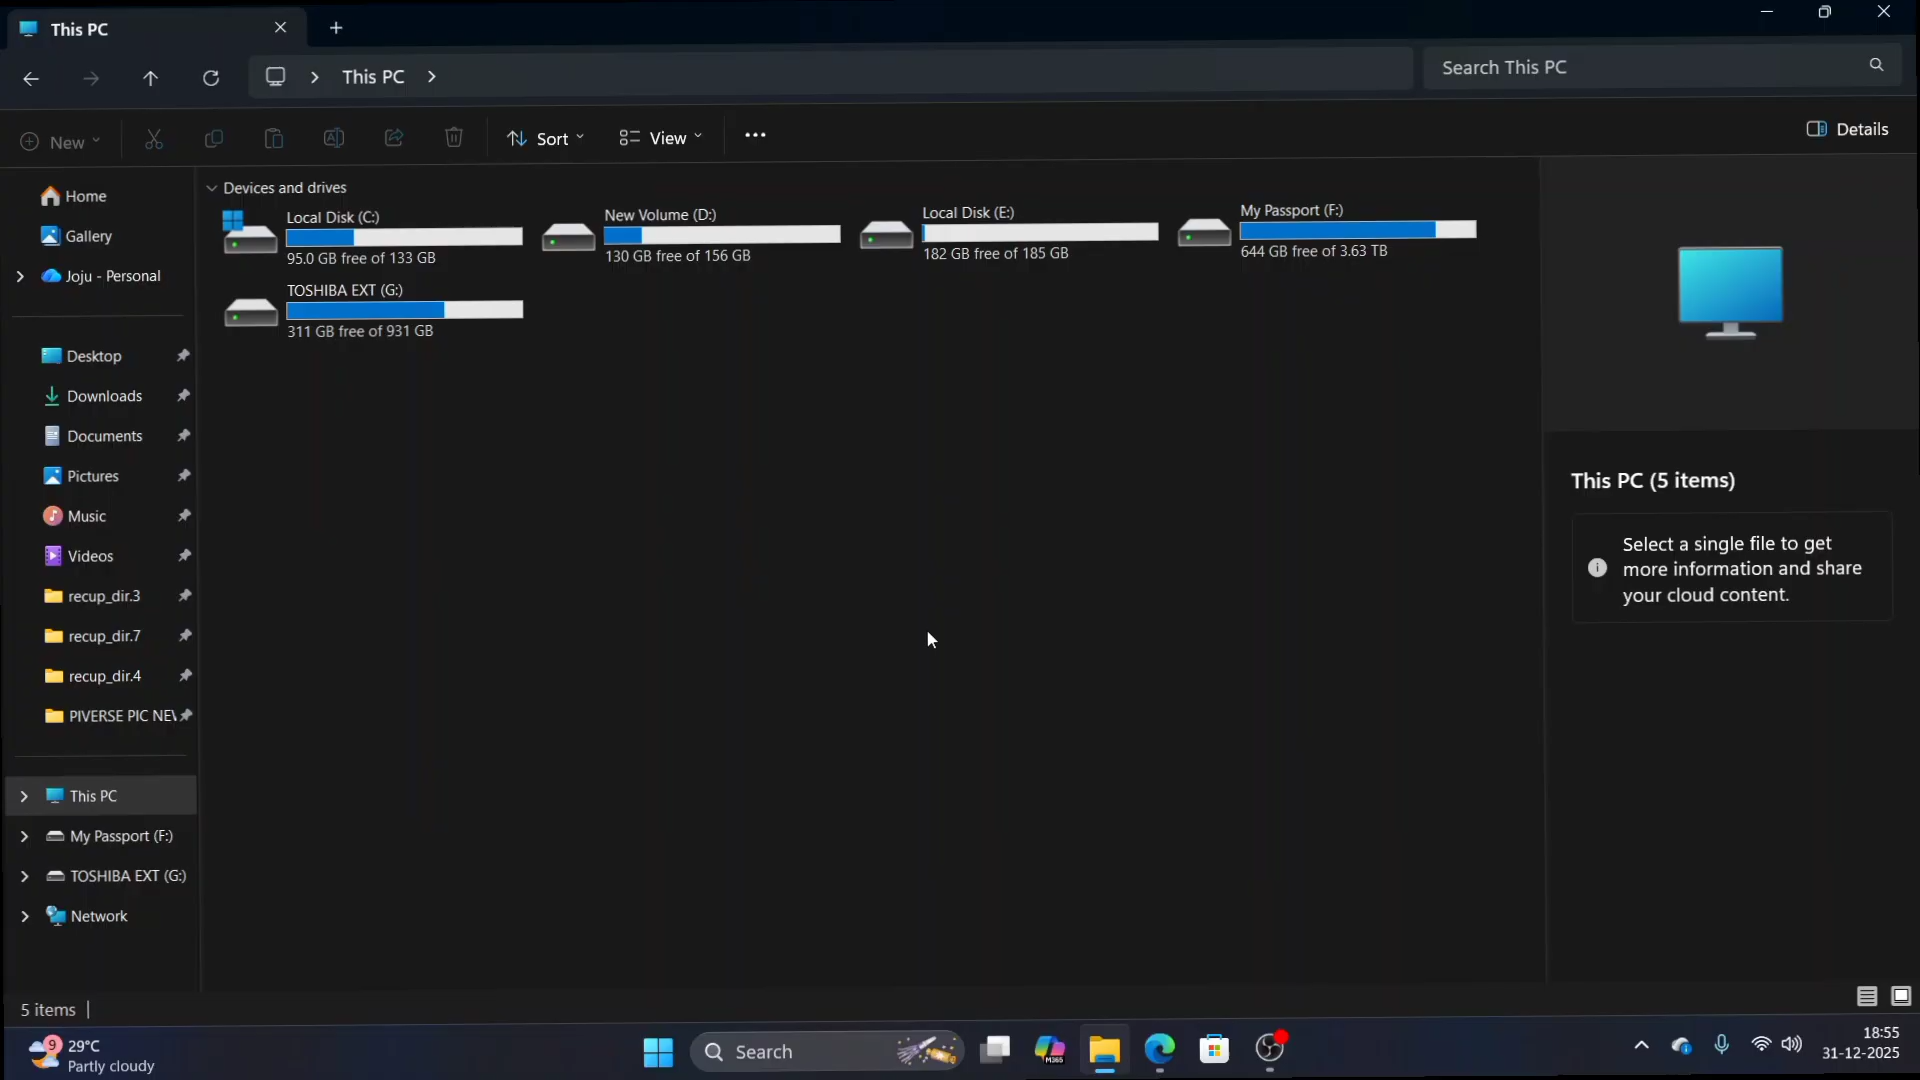 This PC
This PC
Search This PC
New
Sort
View
Details
Home
Gallery
Joju - Personal
Desktop
Downloads
Documents
Pictures
Music
Videos
recup_dir.3
recup_dir.7
recup_dir.4
PIVERSE PIC NEW
This PC
My Passport (F:)
TOSHIBA EXT (G:)
Network
Devices and drives
Local Disk (C:)
95.0 GB free of 133 GB
New Volume (D:)
130 GB free of 156 GB
Local Disk (E:)
182 GB free of 185 GB
My Passport (F:)
644 GB free of 3.63 TB
TOSHIBA EXT (G:)
311 GB free of 931 GB
This PC (5 items)
Select a single file to get
more information and share
your cloud content.
5 items
9
29°C
Partly cloudy
Search
M365
18:55
31-12-2025